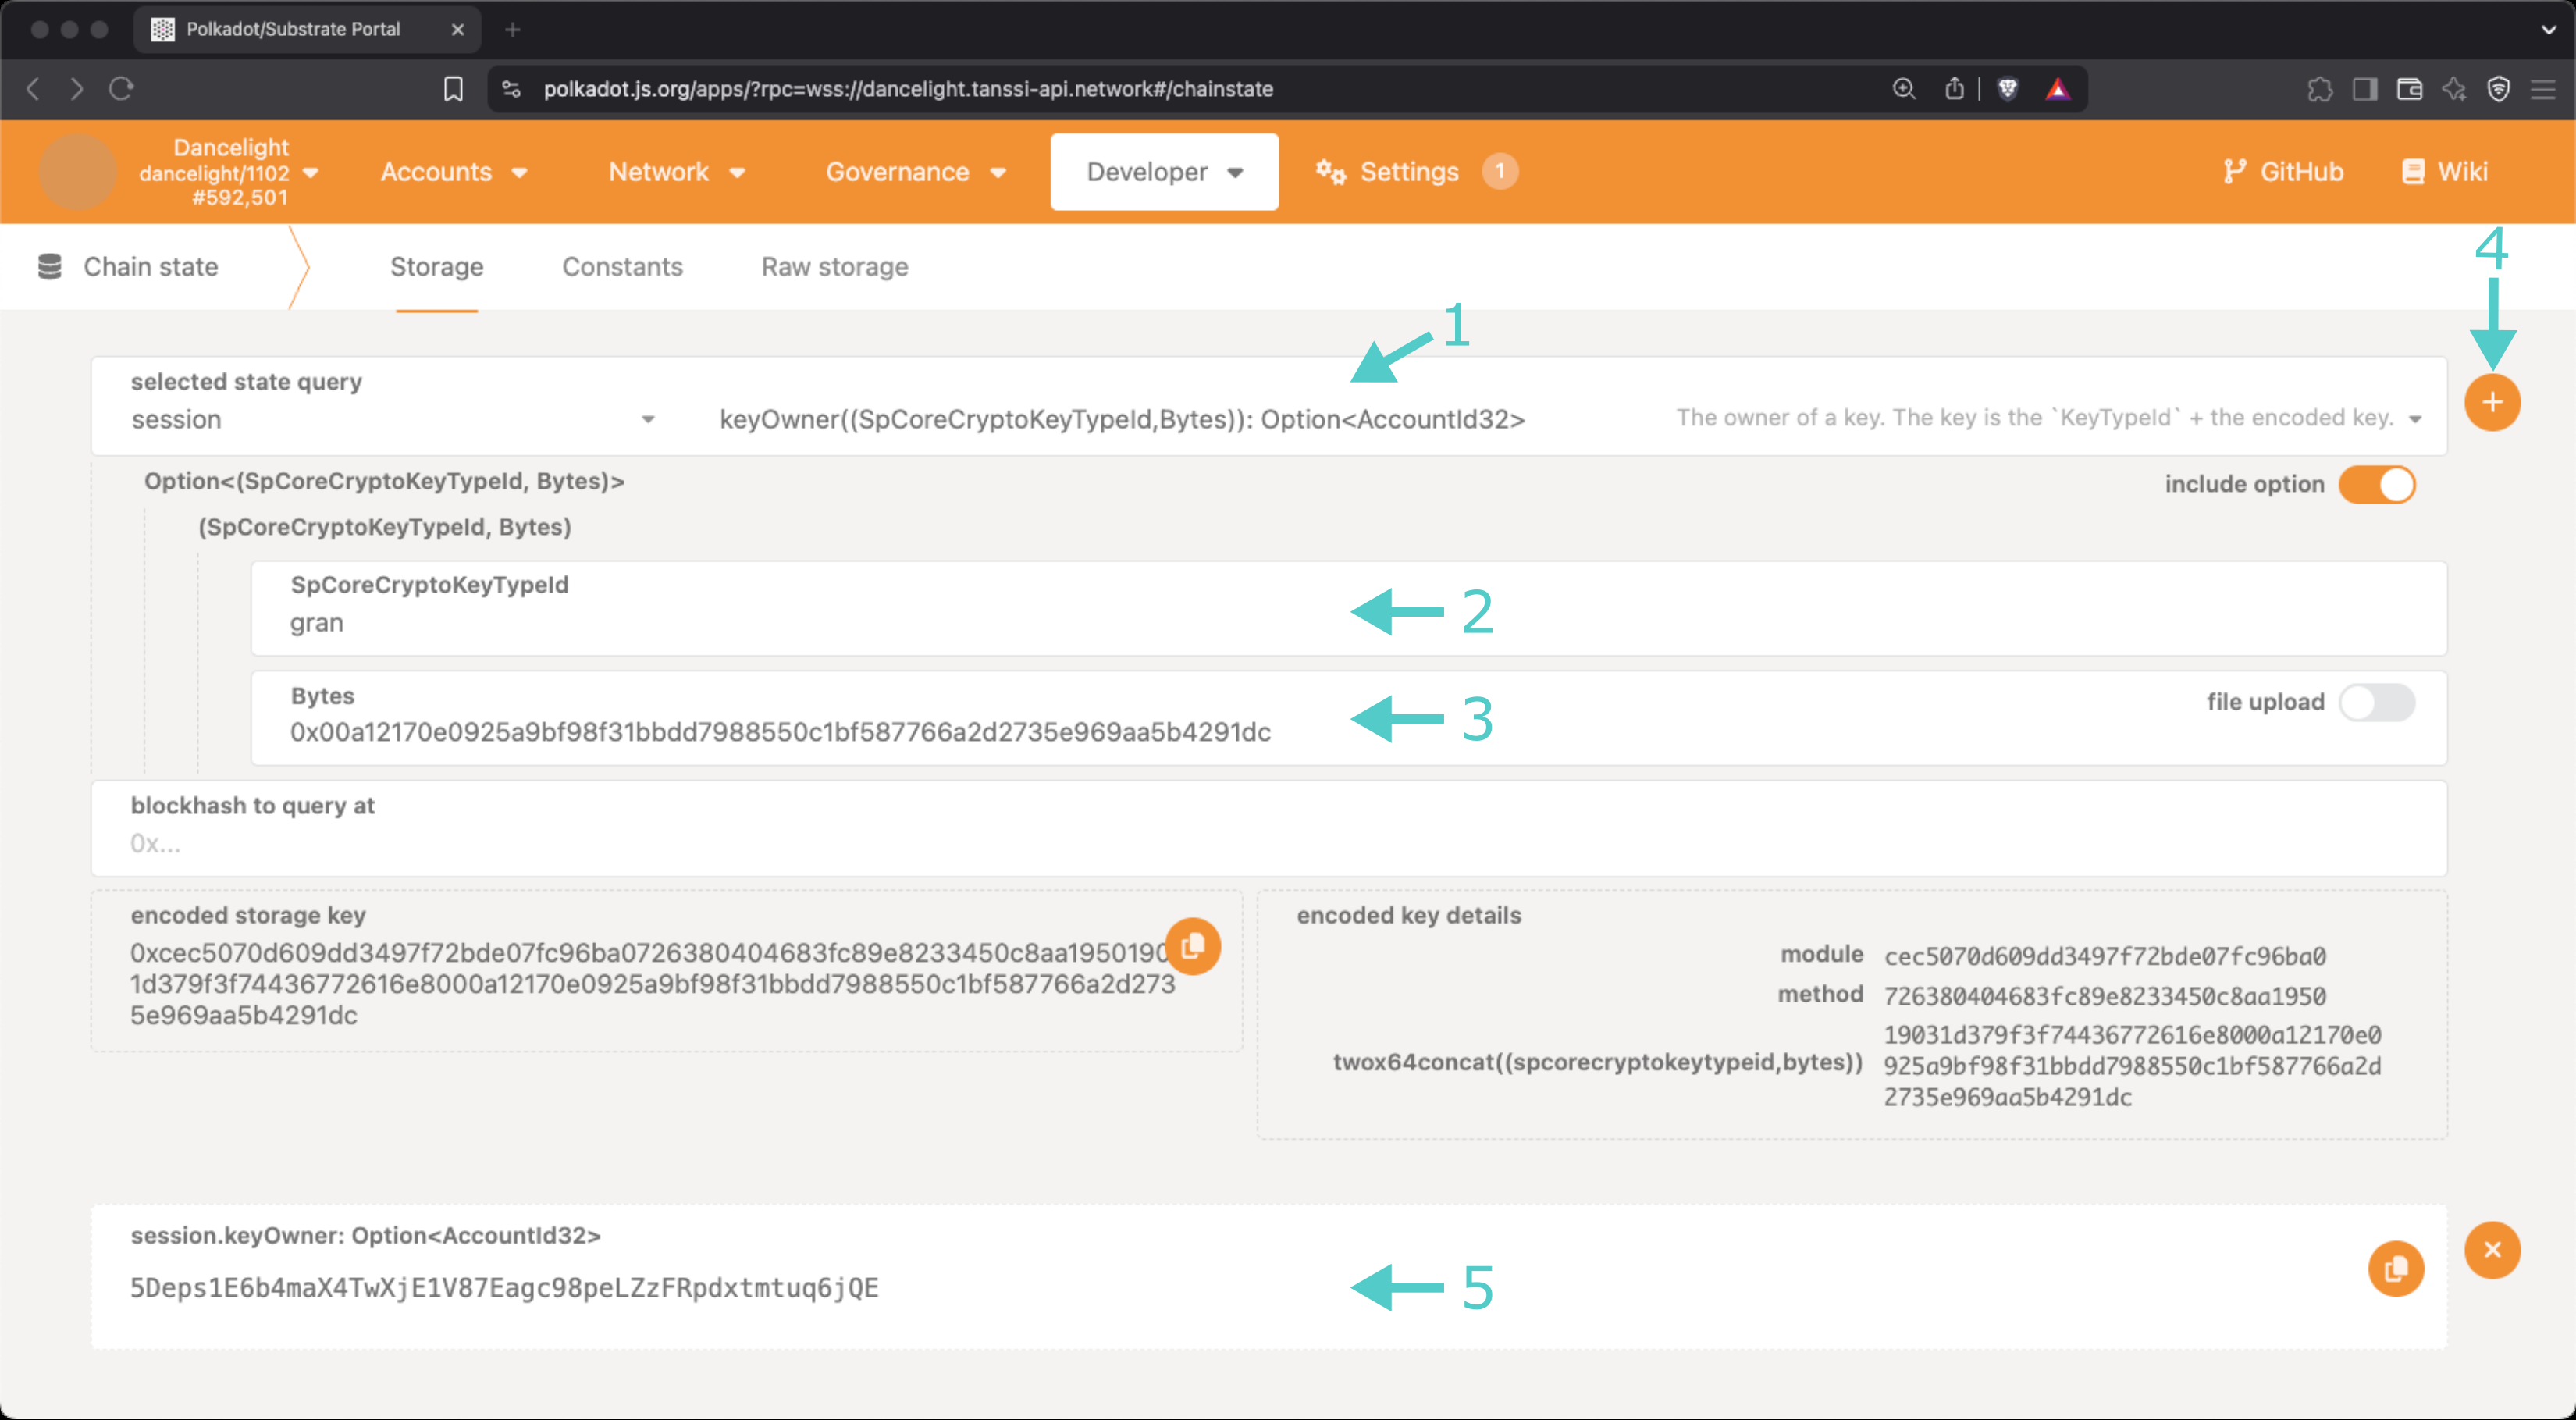 Polkadot/Substrate Portal
polkadot.js.org/apps/?rpc=wss://dancelight.tanssi-api.network#/chainstate
Dancelight
dancelight/1102
#592,501
Accounts
Network
Governance
Developer
Settings
1
GitHub
Wiki
Chain state
Storage
Constants
Raw storage
4
1
selected state query
session
keyOwner((SpCoreCryptoKeyTypeId,Bytes)): Option<AccountId32>
The owner of a key. The key is the `KeyTypeId` + the encoded key.
Option<(SpCoreCryptoKeyTypeId, Bytes)>
include option
(SpCoreCryptoKeyTypeId, Bytes)
SpCoreCryptoKeyTypeId
gran
2
Bytes
0x00a12170e0925a9bf98f31bbdd7988550c1bf587766a2d2735e969aa5b4291dc
file upload
3
blockhash to query at
0x...
encoded storage key
0xcec5070d609dd3497f72bde07fc96ba0726380404683fc89e8233450c8aa1950190
1d379f3f74436772616e8000a12170e0925a9bf98f31bbdd7988550c1bf587766a2d273
5e969aa5b4291dc
encoded key details
module
cec5070d609dd3497f72bde07fc96ba0
method
726380404683fc89e8233450c8aa1950
twox64concat((spcorecryptokeytypeid,bytes))
19031d379f3f74436772616e8000a12170e0
925a9bf98f31bbdd7988550c1bf587766a2d
2735e969aa5b4291dc
session.keyOwner: Option<AccountId32>
5Deps1E6b4maX4TwXjE1V87Eagc98peLZzFRpdxtmtuq6jQE
5